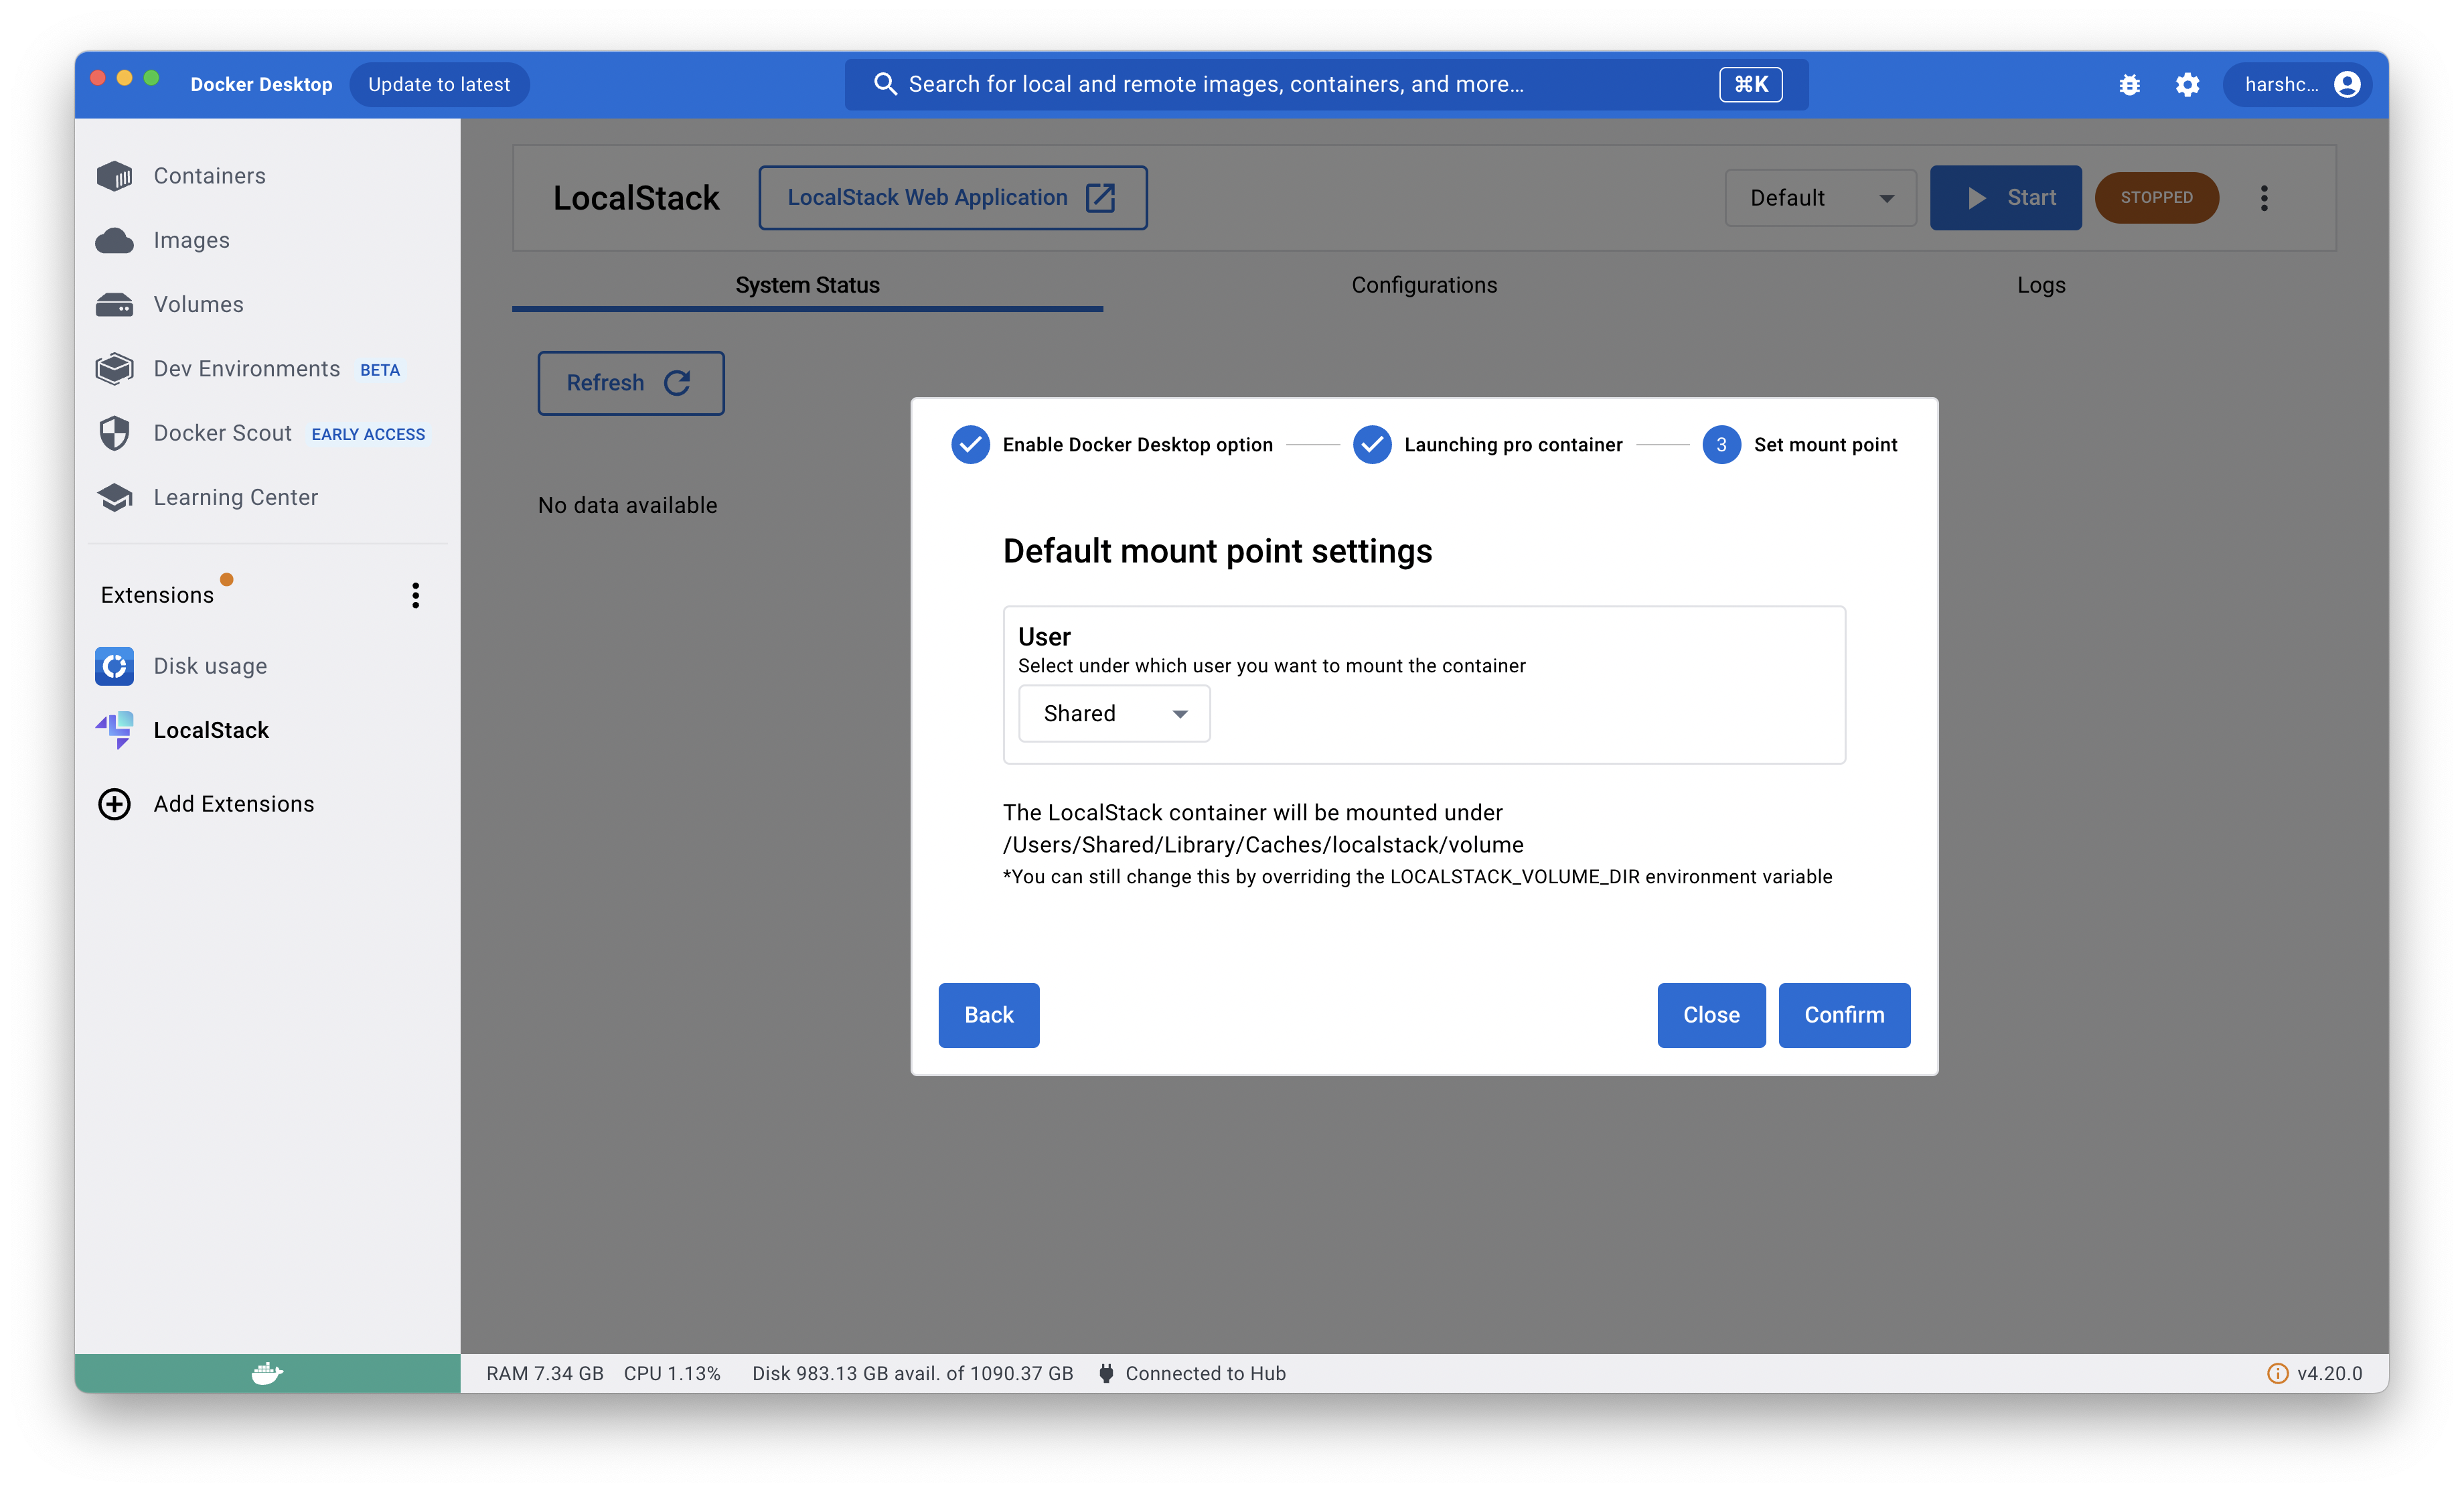 Docker Desktop Update to latest Search for local and remote images, containers, and more... ⌘K harshc...
Containers
Images
Volumes
Dev Environments BETA
Docker Scout EARLY ACCESS
Learning Center
Extensions
Disk usage
LocalStack
Add Extensions
LocalStack LocalStack Web Application Default Start STOPPED
System Status Configurations Logs
Refresh
No data available
Enable Docker Desktop option Launching pro container 3 Set mount point
Default mount point settings
User
Select under which user you want to mount the container
Shared
The LocalStack container will be mounted under
/Users/Shared/Library/Caches/localstack/volume
*You can still change this by overriding the LOCALSTACK_VOLUME_DIR environment variable
Back Close Confirm
RAM 7.34 GB CPU 1.13% Disk 983.13 GB avail. of 1090.37 GB Connected to Hub v4.20.0